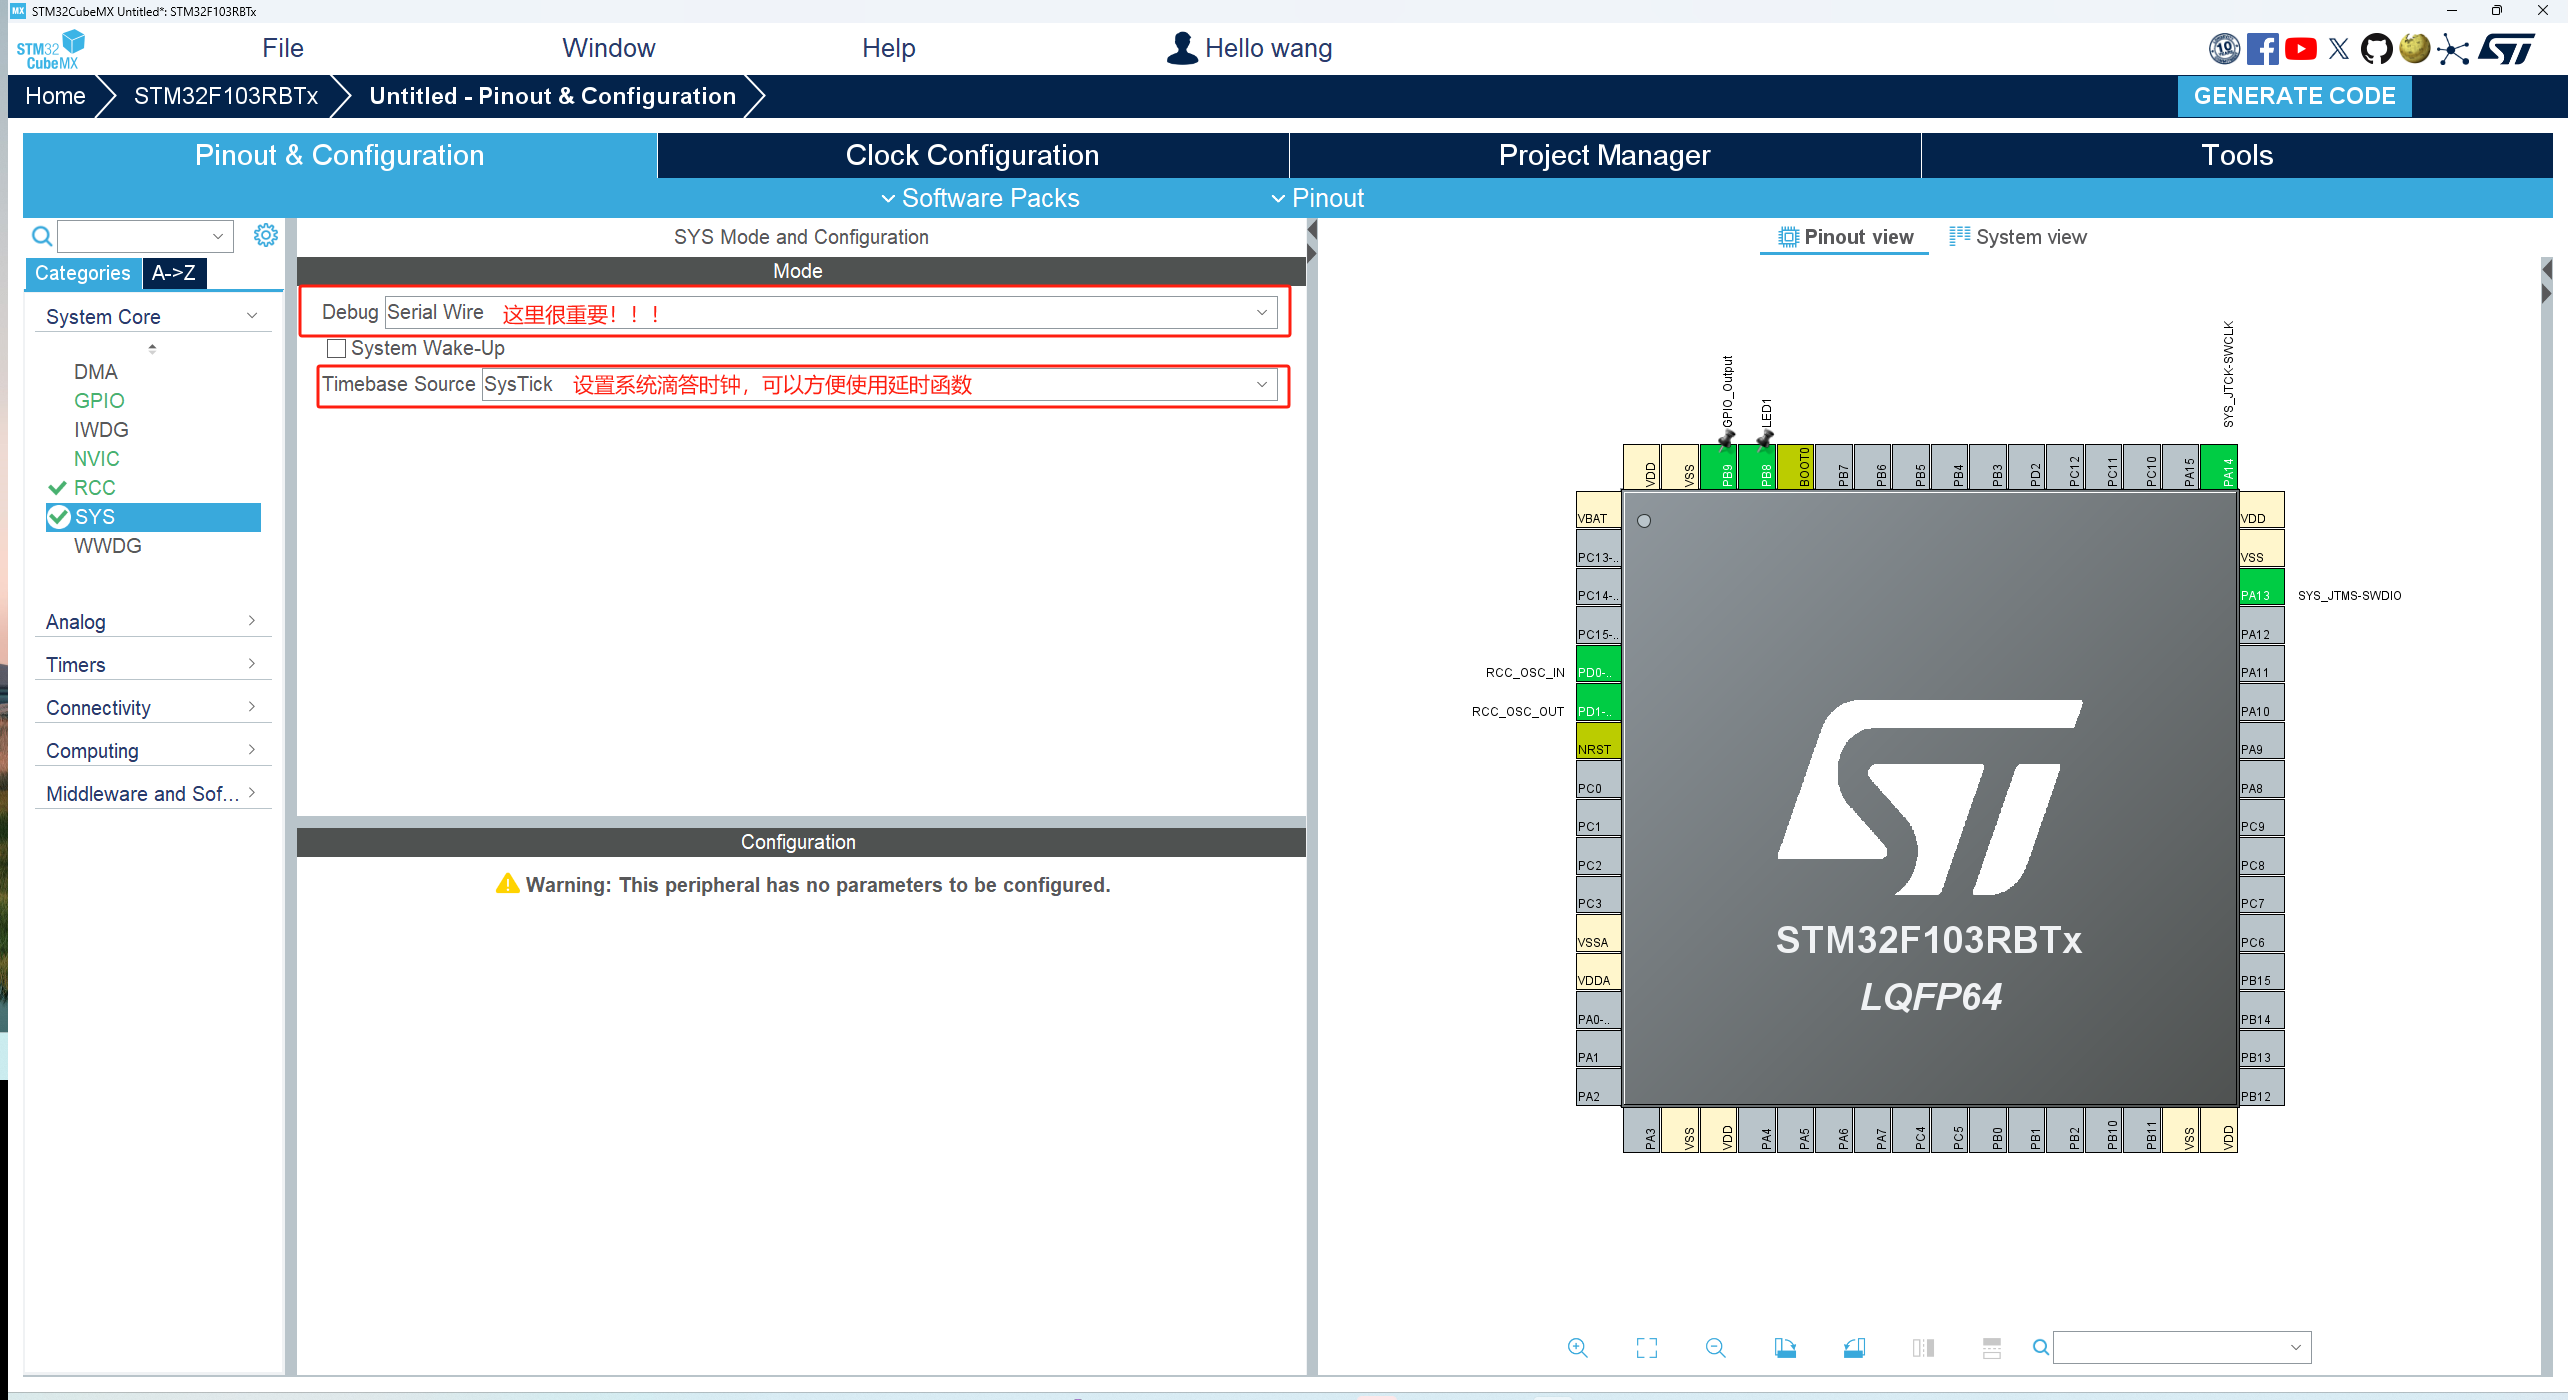 STM32CubeMX Untitled*: STM32F103RBTx
STM32 CubeMX
File
Window
Help
Hello wang
10
Home
STM32F103RBTx
Untitled - Pinout & Configuration
GENERATE CODE
Pinout & Configuration
Clock Configuration
Project Manager
Tools
Software Packs
Pinout
Categories
A->Z
System Core
DMA
GPIO
IWDG
NVIC
RCC
SYS
WWDG
Analog
Timers
Connectivity
Computing
Middleware and Sof...
SYS Mode and Configuration
Mode
Debug Serial Wire 这里很重要！！！
System Wake-Up
Timebase Source SysTick 设置系统滴答时钟，可以方便使用延时函数
Configuration
Warning: This peripheral has no parameters to be configured.
Pinout view
System view
GPIO_Output
LED1
SYS_JTCK-SWCLK
VDD
VSS
PB9
PB8
BOOT0
PB7
PB6
PB5
PB4
PB3
PD2
PC12
PC11
PC10
PA15
PA14
VBAT
PC13-..
PC14-..
PC15-..
RCC_OSC_IN PD0-..
RCC_OSC_OUT PD1-..
NRST
PC0
PC1
PC2
PC3
VSSA
VDDA
PA0-..
PA1
PA2
STM32F103RBTx
LQFP64
VDD
VSS
PA13 SYS_JTMS-SWDIO
PA12
PA11
PA10
PA9
PA8
PC9
PC8
PC7
PC6
PB15
PB14
PB13
PB12
PA3
VSS
VDD
PA4
PA5
PA6
PA7
PC4
PC5
PB0
PB1
PB2
PB10
PB11
VSS
VDD